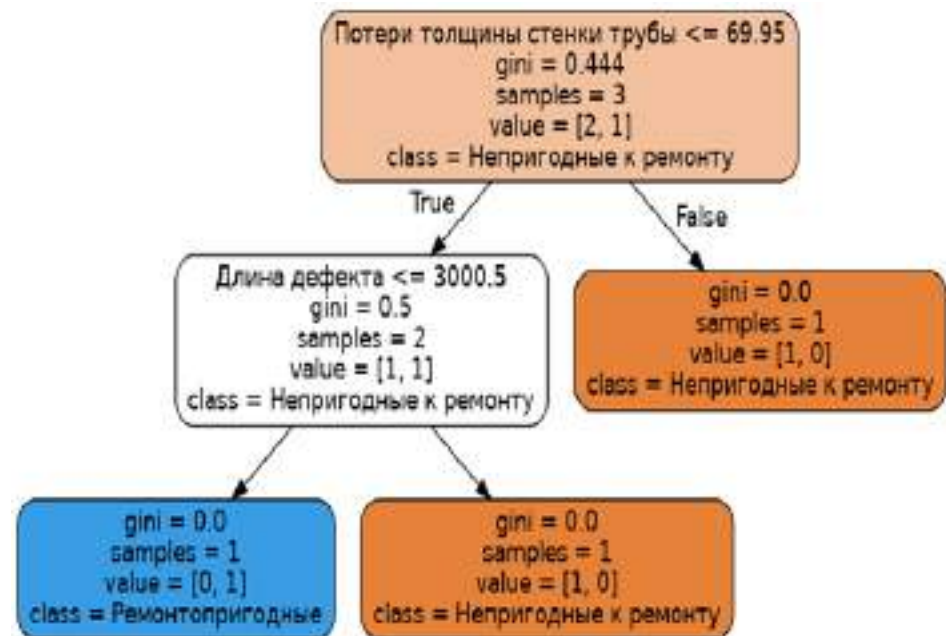 Потери толщины стенки трубы <= 69.95
gini = 0.444
samples = 3
value = [2, 1]
class = Непригодные к ремонту
True
False
Длина дефекта <= 3000.5
gini = 0.5
samples = 2
value = [1, 1]
class = Непригодные к ремонту
gini = 0.0
samples = 1
value = [1, 0]
class = Непригодные к ремонту
gini = 0.0
samples = 1
value = [0, 1]
class = Ремонтопригодные
gini = 0.0
samples = 1
value = [1, 0]
class = Непригодные к ремонту